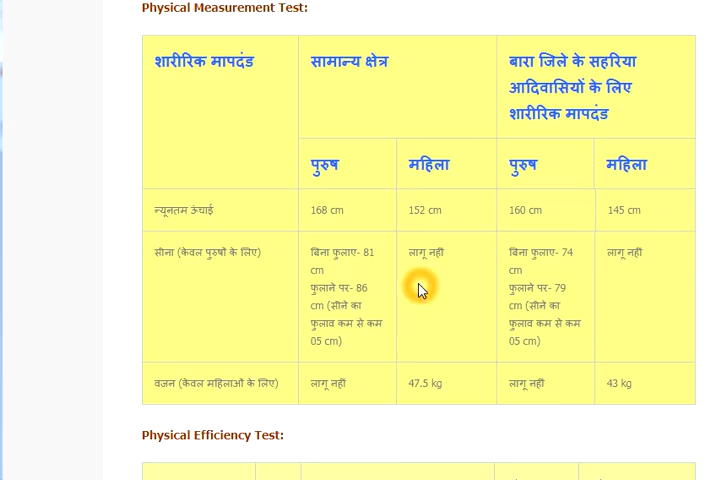 Physical Measurement Test:
शारीरिक मापदंड
सामान्य क्षेत्र
बारा जिले के सहरिया
आदिवासियों के लिए
शारीरिक मापदंड
पुरुष
महिला
पुरुष
महिला
न्यूनतम ऊंचाई
168 cm
152 cm
160 cm
145 cm
सीना (केवल पुरुषों के लिए)
बिना फुलाए- 81
cm
फुलाने पर- 86
cm (सीने का
फुलाव कम से कम
05 cm)
लागू नहीं
बिना फुलाए- 74
cm
फुलाने पर- 79
cm (सीने का
फुलाव कम से कम
05 cm)
लागू नहीं
वजन (केवल महिलाओं के लिए)
लागू नहीं
47.5 kg
लागू नहीं
43 kg
Physical Efficiency Test: